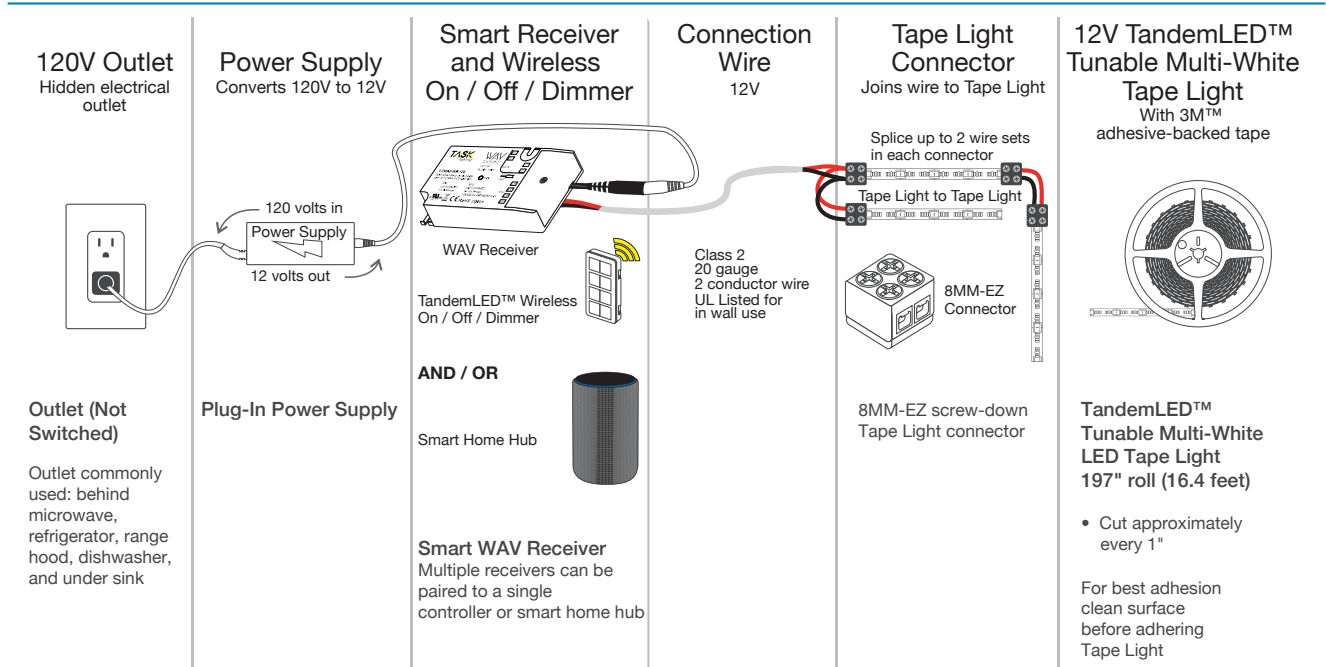 120V Outlet
Hidden electrical
outlet
120 volts in
Power Supply
12 volts out
Outlet (Not
Switched)
Outlet commonly
used: behind
microwave,
refrigerator, range
hood, dishwasher,
and under sink
Power Supply
Converts 120V to 12V
Plug-In Power Supply
Smart Receiver
and Wireless
On / Off / Dimmer
TASK
WAV
WAV Receiver
TandemLED™ Wireless
On / Off / Dimmer
AND / OR
Smart Home Hub
Smart WAV Receiver
Multiple receivers can be
paired to a single
controller or smart home hub
Connection
Wire
12V
Class 2
20 gauge
2 conductor wire
UL Listed for
in wall use
Tape Light
Connector
Joins wire to Tape Light
Splice up to 2 wire sets
in each connector
Tape Light to Tape Light
8MM-EZ
Connector
8MM-EZ screw-down
Tape Light connector
12V TandemLED™
Tunable Multi-White
Tape Light
With 3M™
adhesive-backed tape
TandemLED™
Tunable Multi-White
LED Tape Light
197" roll (16.4 feet)
• Cut approximately
every 1"
For best adhesion
clean surface
before adhering
Tape Light